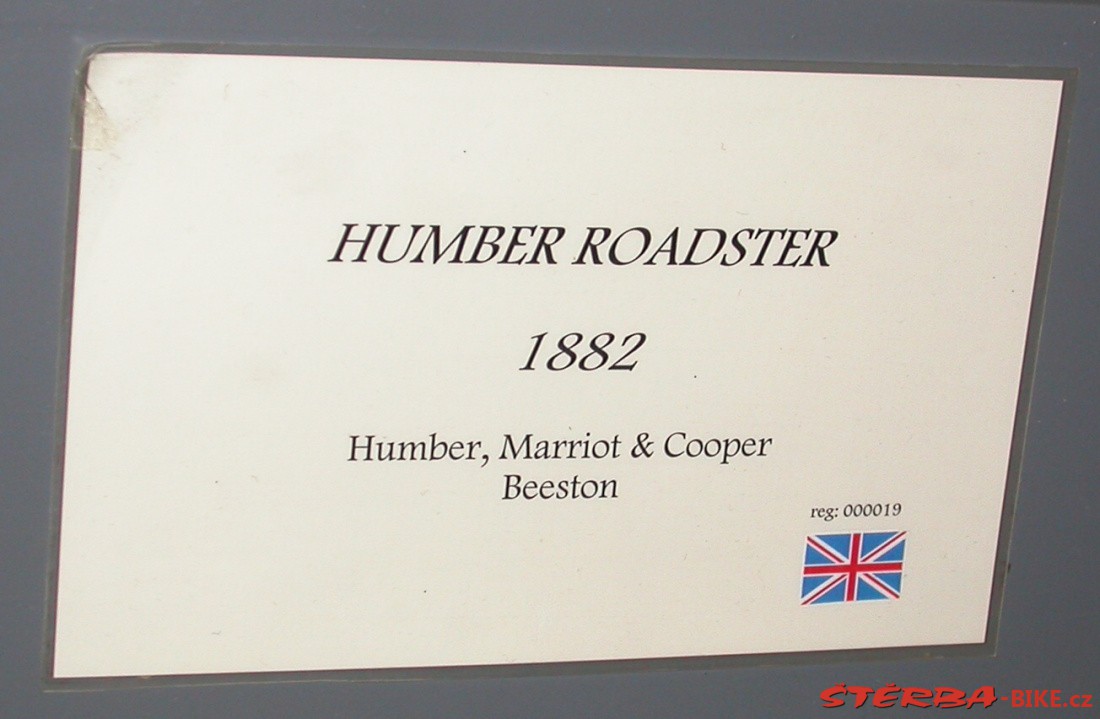 HUMBER ROADSTER
1882
Humber, Marriot & Cooper
Beeston
reg: 000019
ŠTĚRBA-BIKE.cz